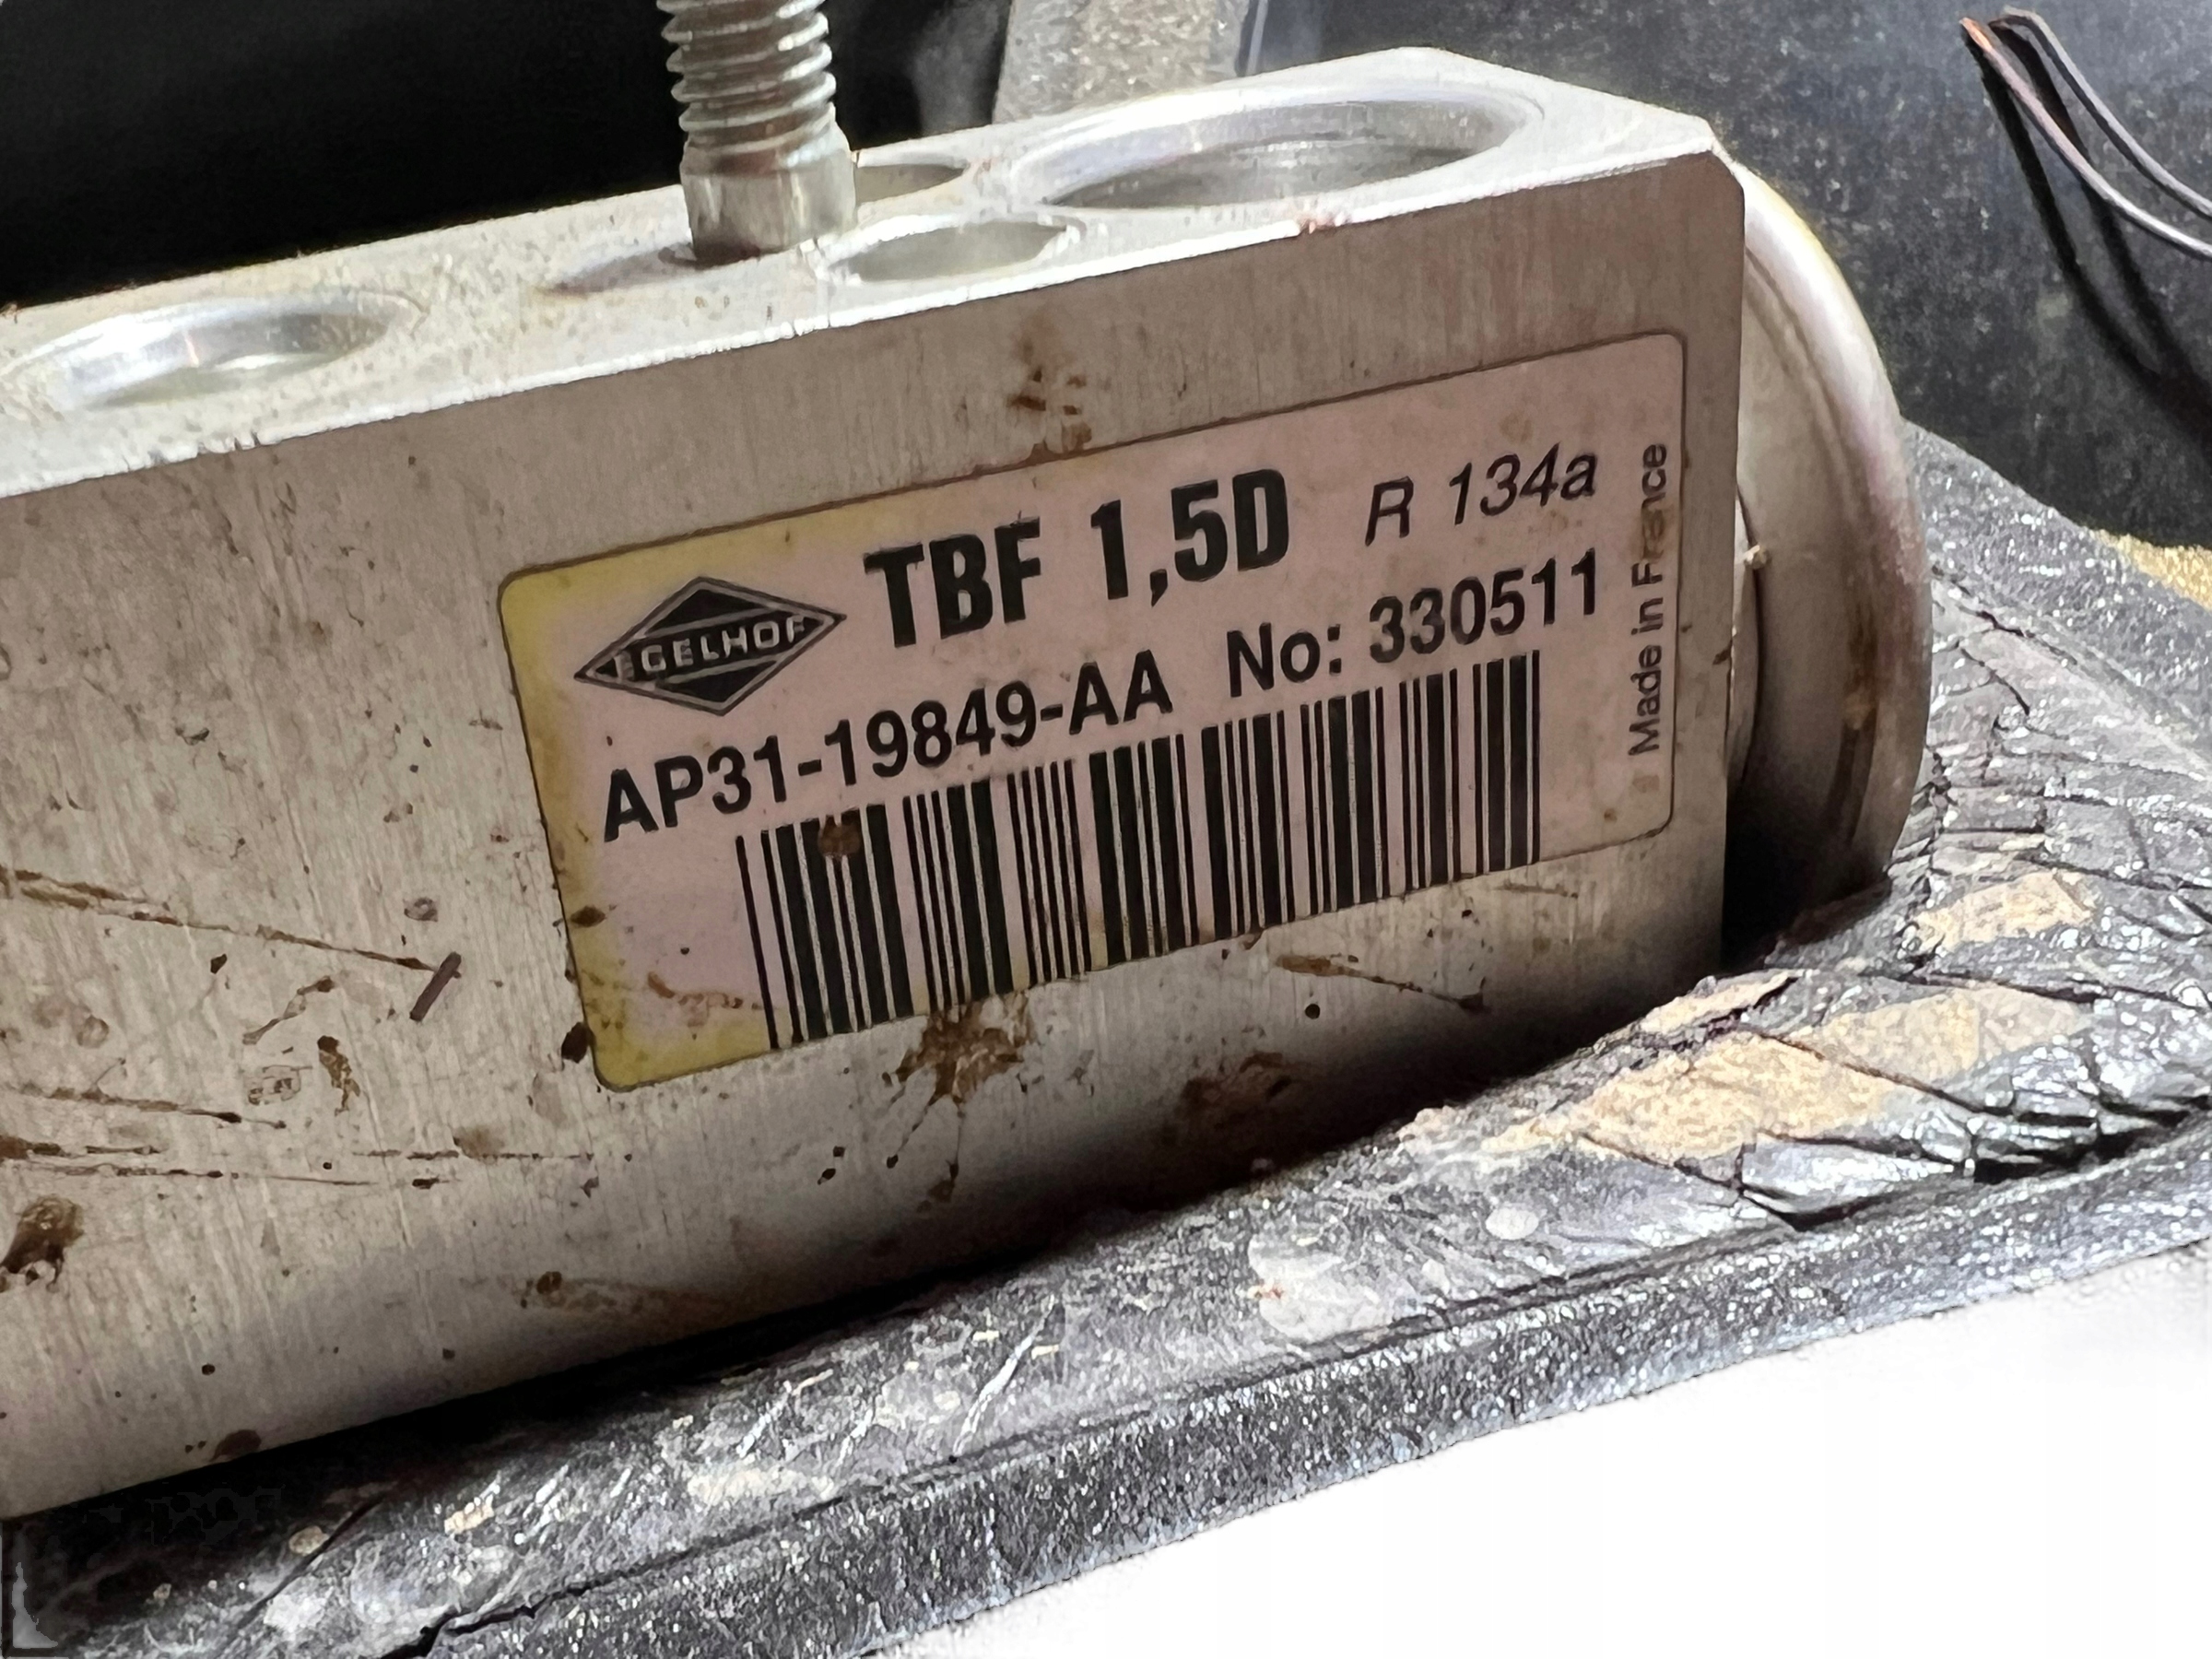 EGELHOF TBF 1,5D R 134a
AP31-19849-AA No: 330511
Made in France